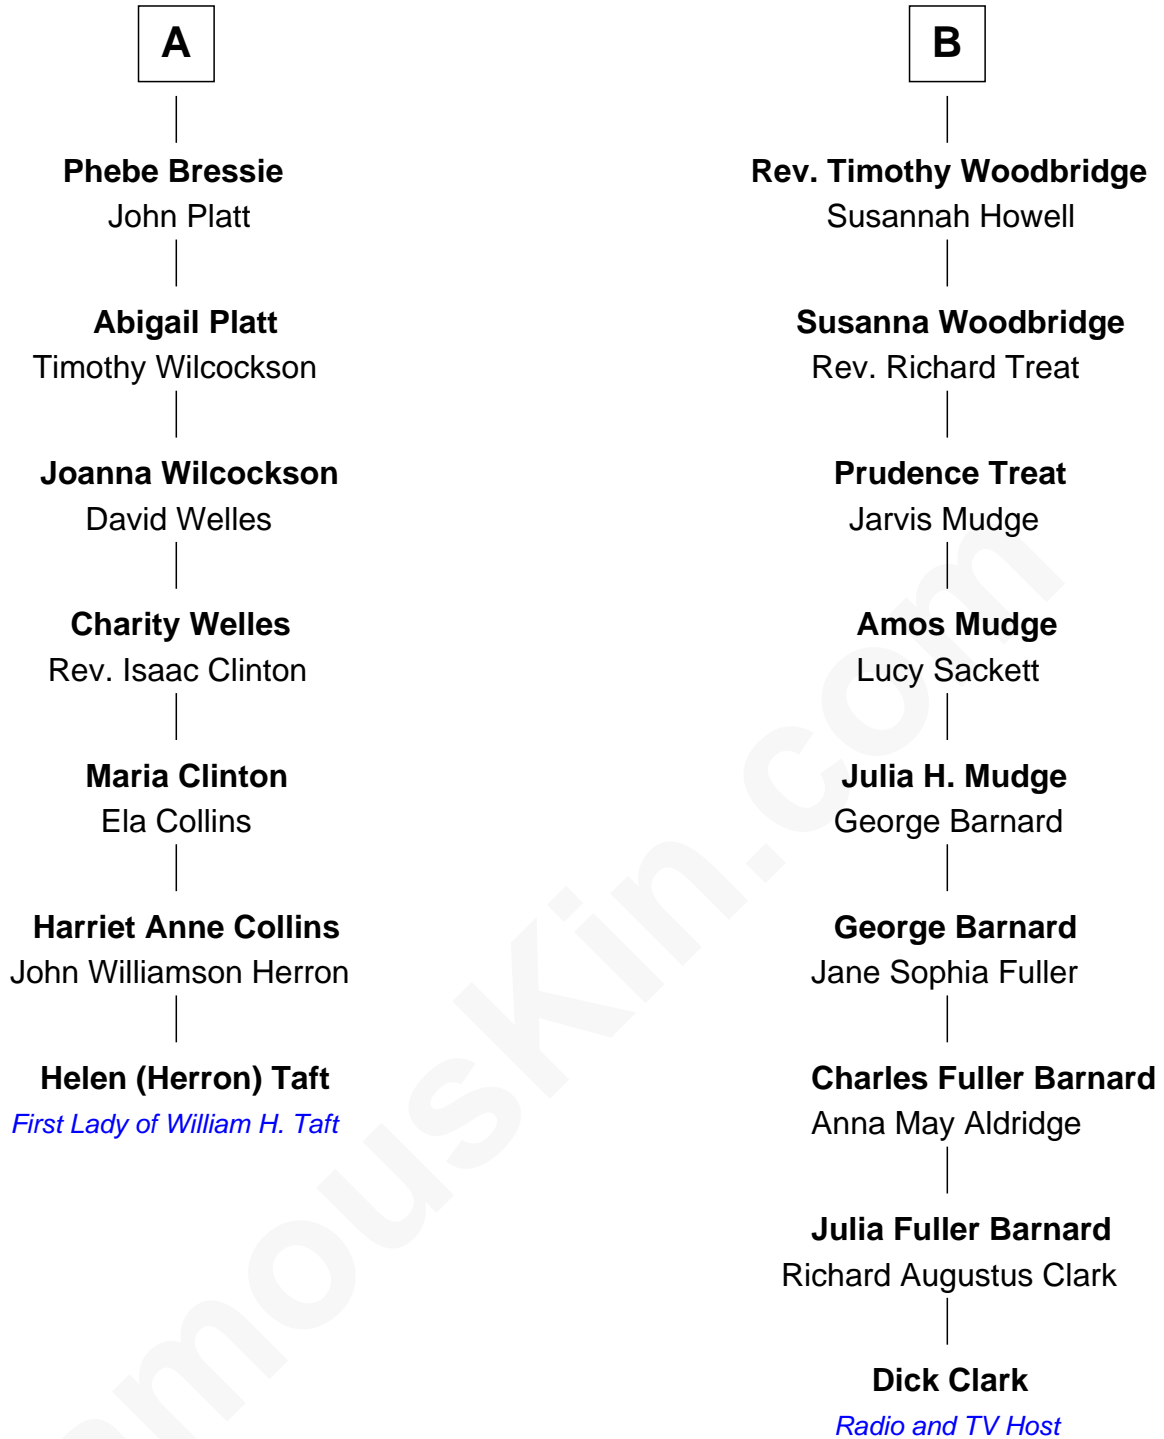 A
Phebe Bressie
John Platt
Abigail Platt
Timothy Wilcockson
Joanna Wilcockson
David Welles
Charity Welles
Rev. Isaac Clinton
Maria Clinton
Ela Collins
Harriet Anne Collins
John Williamson Herron
Helen (Herron) Taft
First Lady of William H. Taft
B
Rev. Timothy Woodbridge
Susannah Howell
Susanna Woodbridge
Rev. Richard Treat
Prudence Treat
Jarvis Mudge
Amos Mudge
Lucy Sackett
Julia H. Mudge
George Barnard
George Barnard
Jane Sophia Fuller
Charles Fuller Barnard
Anna May Aldridge
Julia Fuller Barnard
Richard Augustus Clark
Dick Clark
Radio and TV Host
amouskin.com